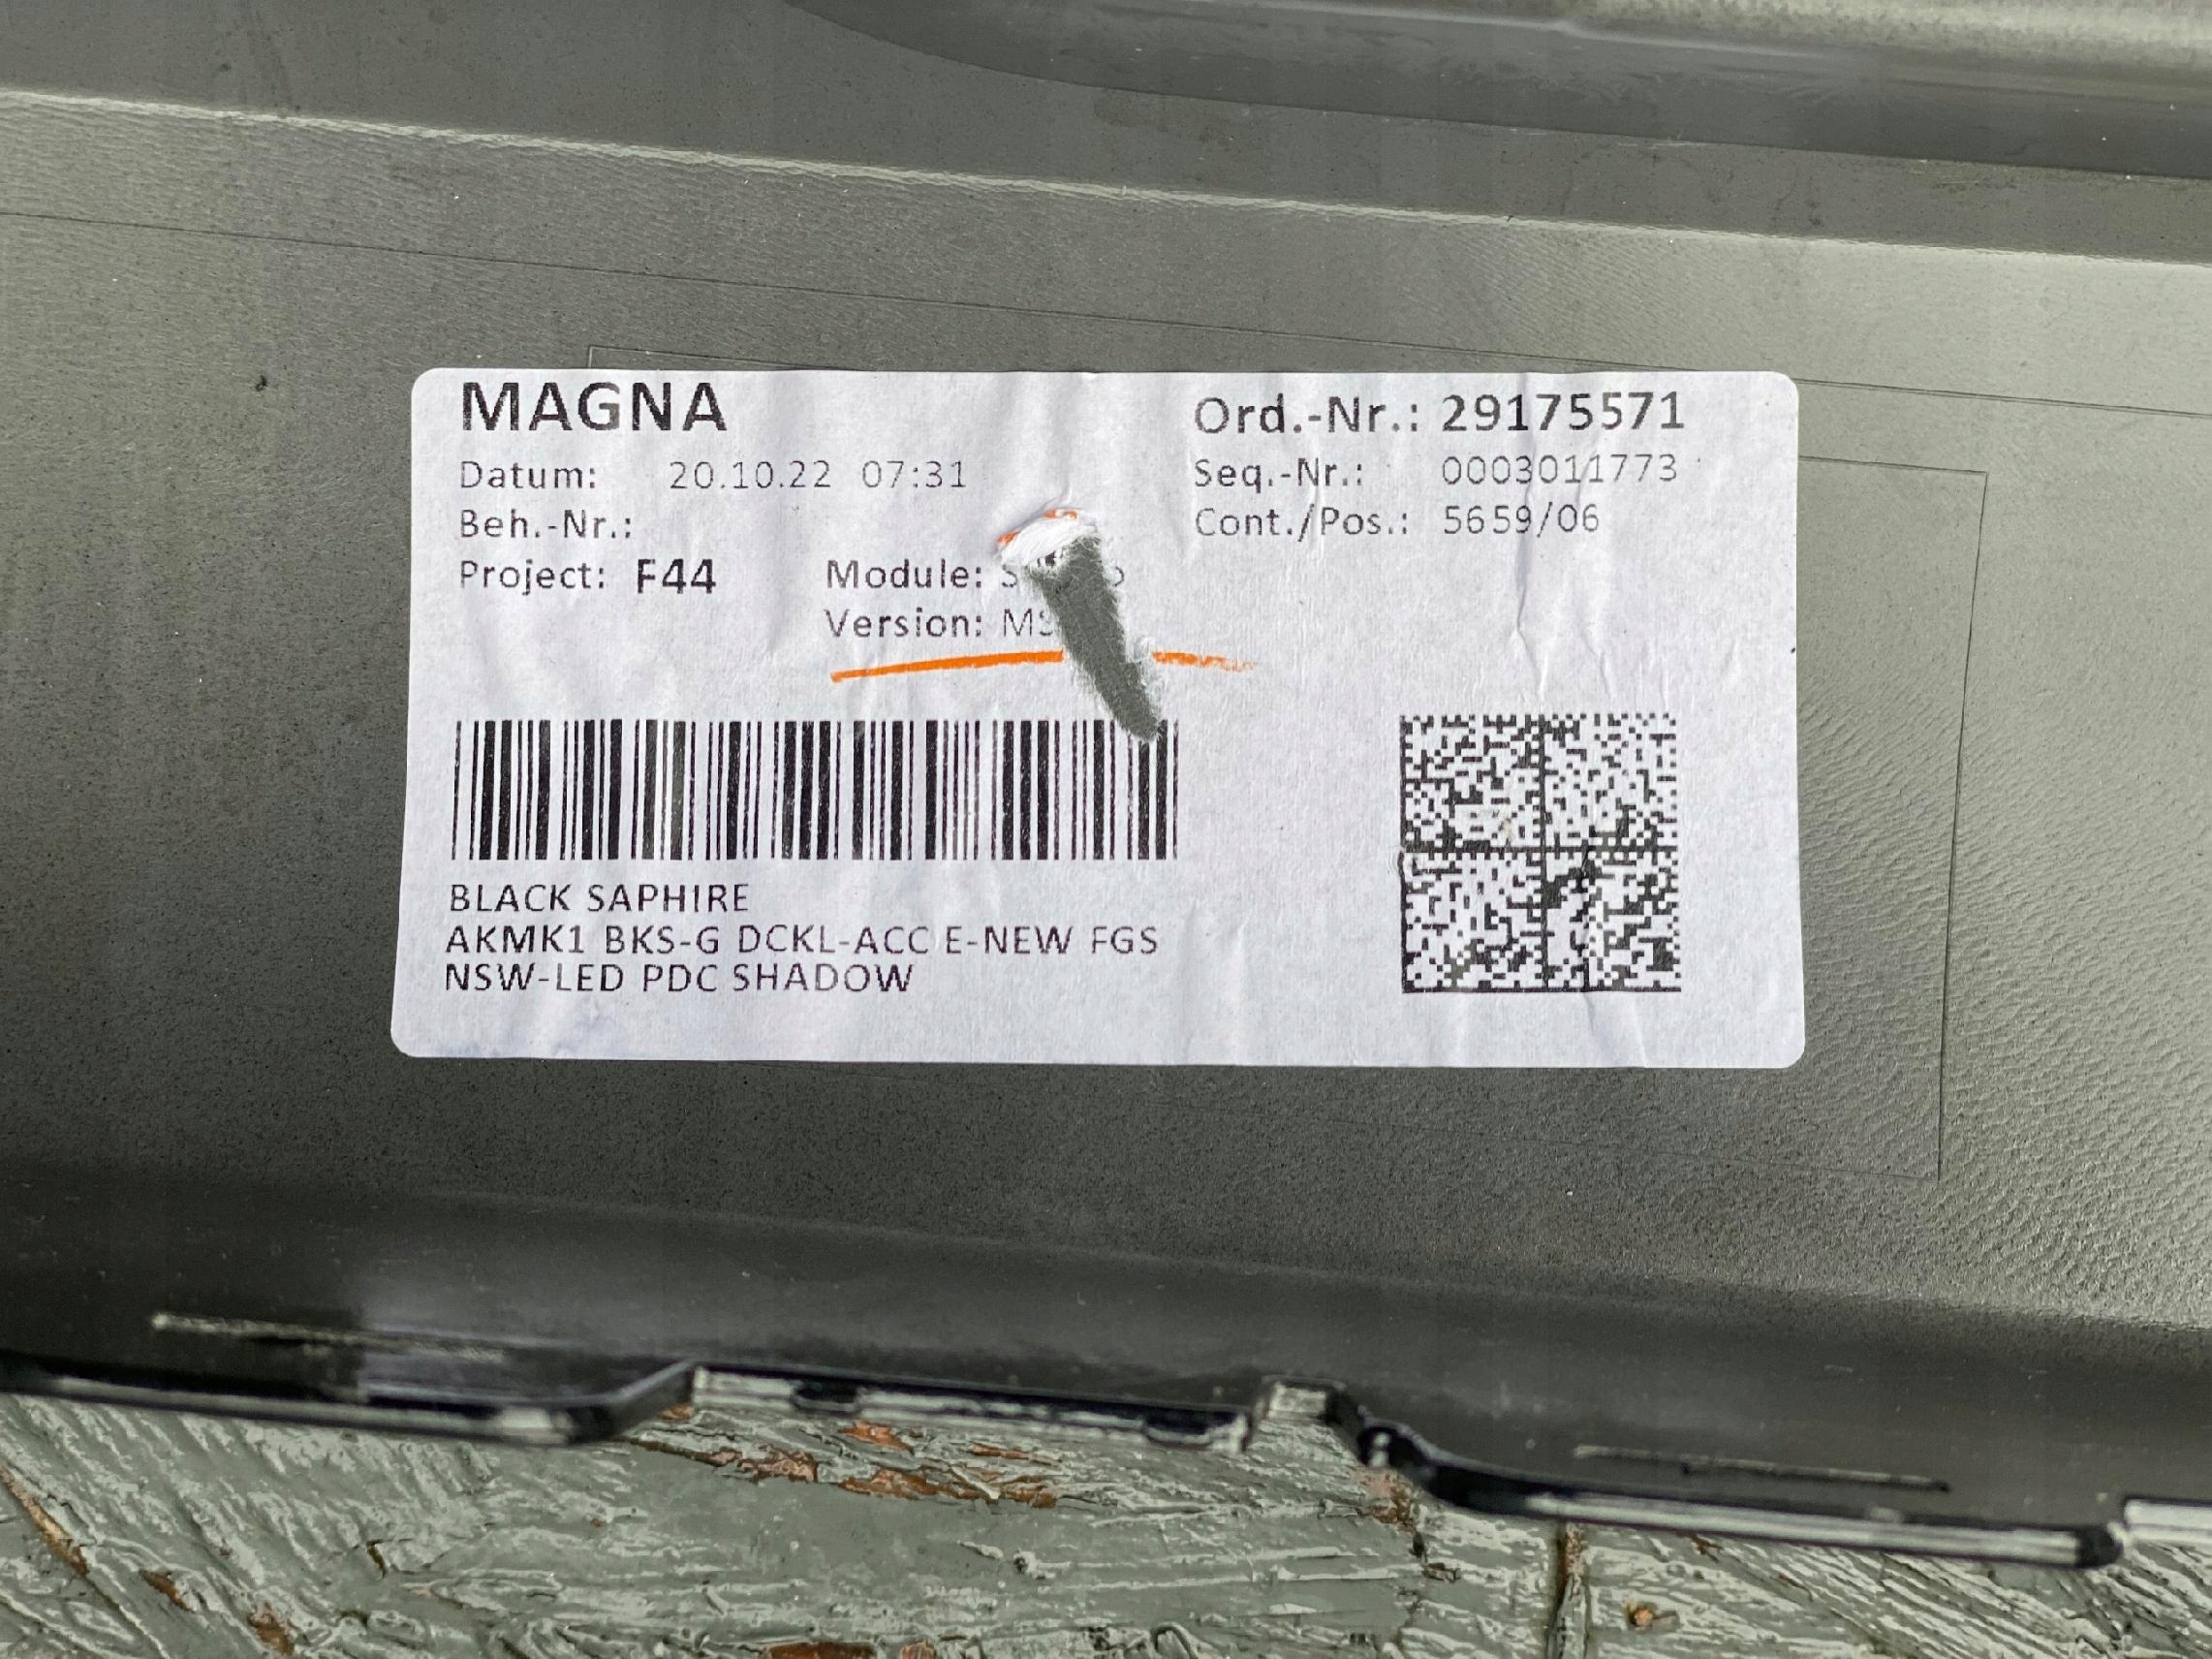 MAGNA
Ord.-Nr.: 29175571
Datum: 20.10.22 07:31
Seq.-Nr.: 0003011773
Beh.-Nr.:
Cont./Pos.: 5659/06
Project: F44
Module:
Version:
BLACK SAPHIRE
AKMK1 BKS-G DCKL-ACC E-NEW FGS
NSW-LED PDC SHADOW